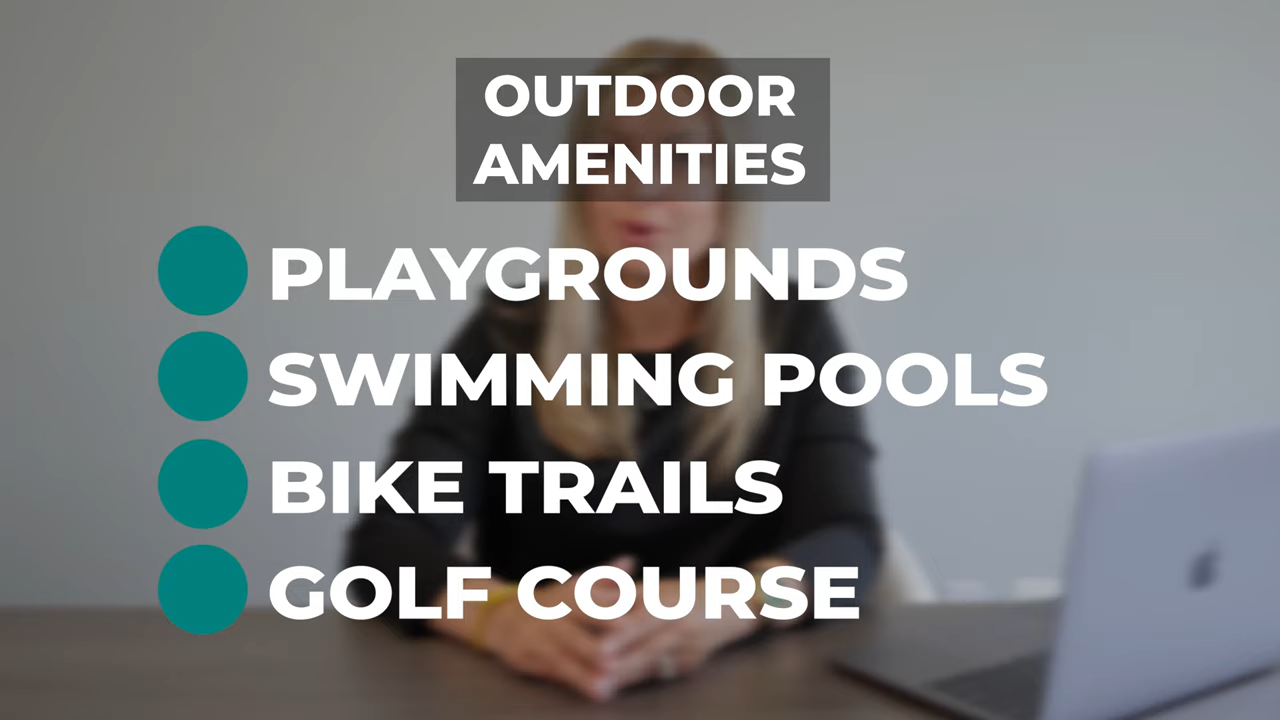 OUTDOOR
AMENITIES
PLAYGROUNDS
SWIMMING POOLS
BIKE TRAILS
GOLF COURSE